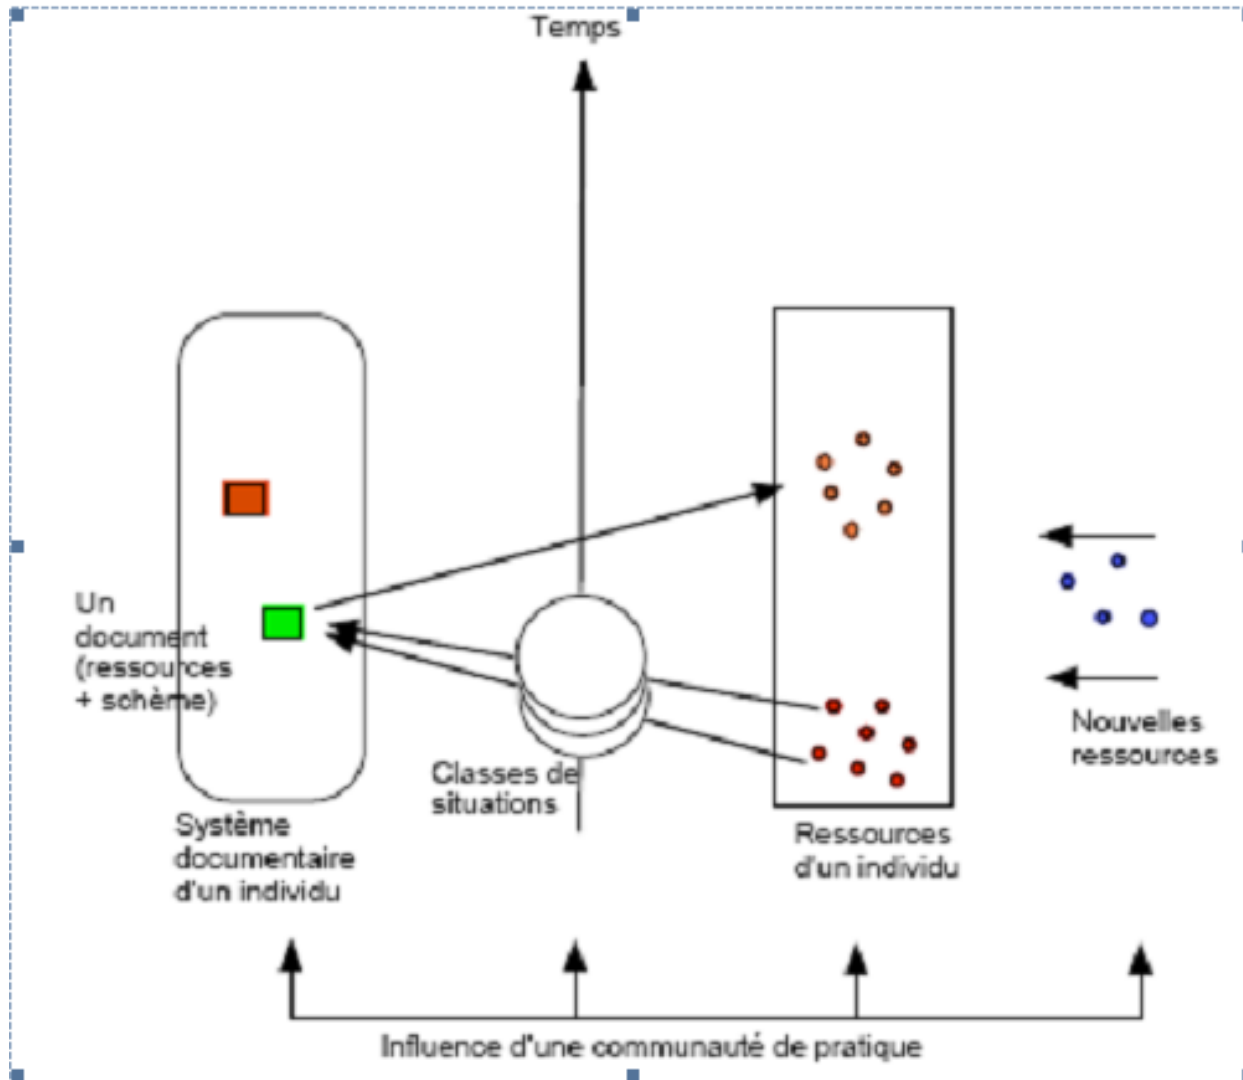 Temps
Un
document
(ressources
+ schème)
Classes de
situations
Nouvelles
ressources
Système
documentaire
d'un individu
Ressources
d'un individu
Influence d'une communauté de pratique